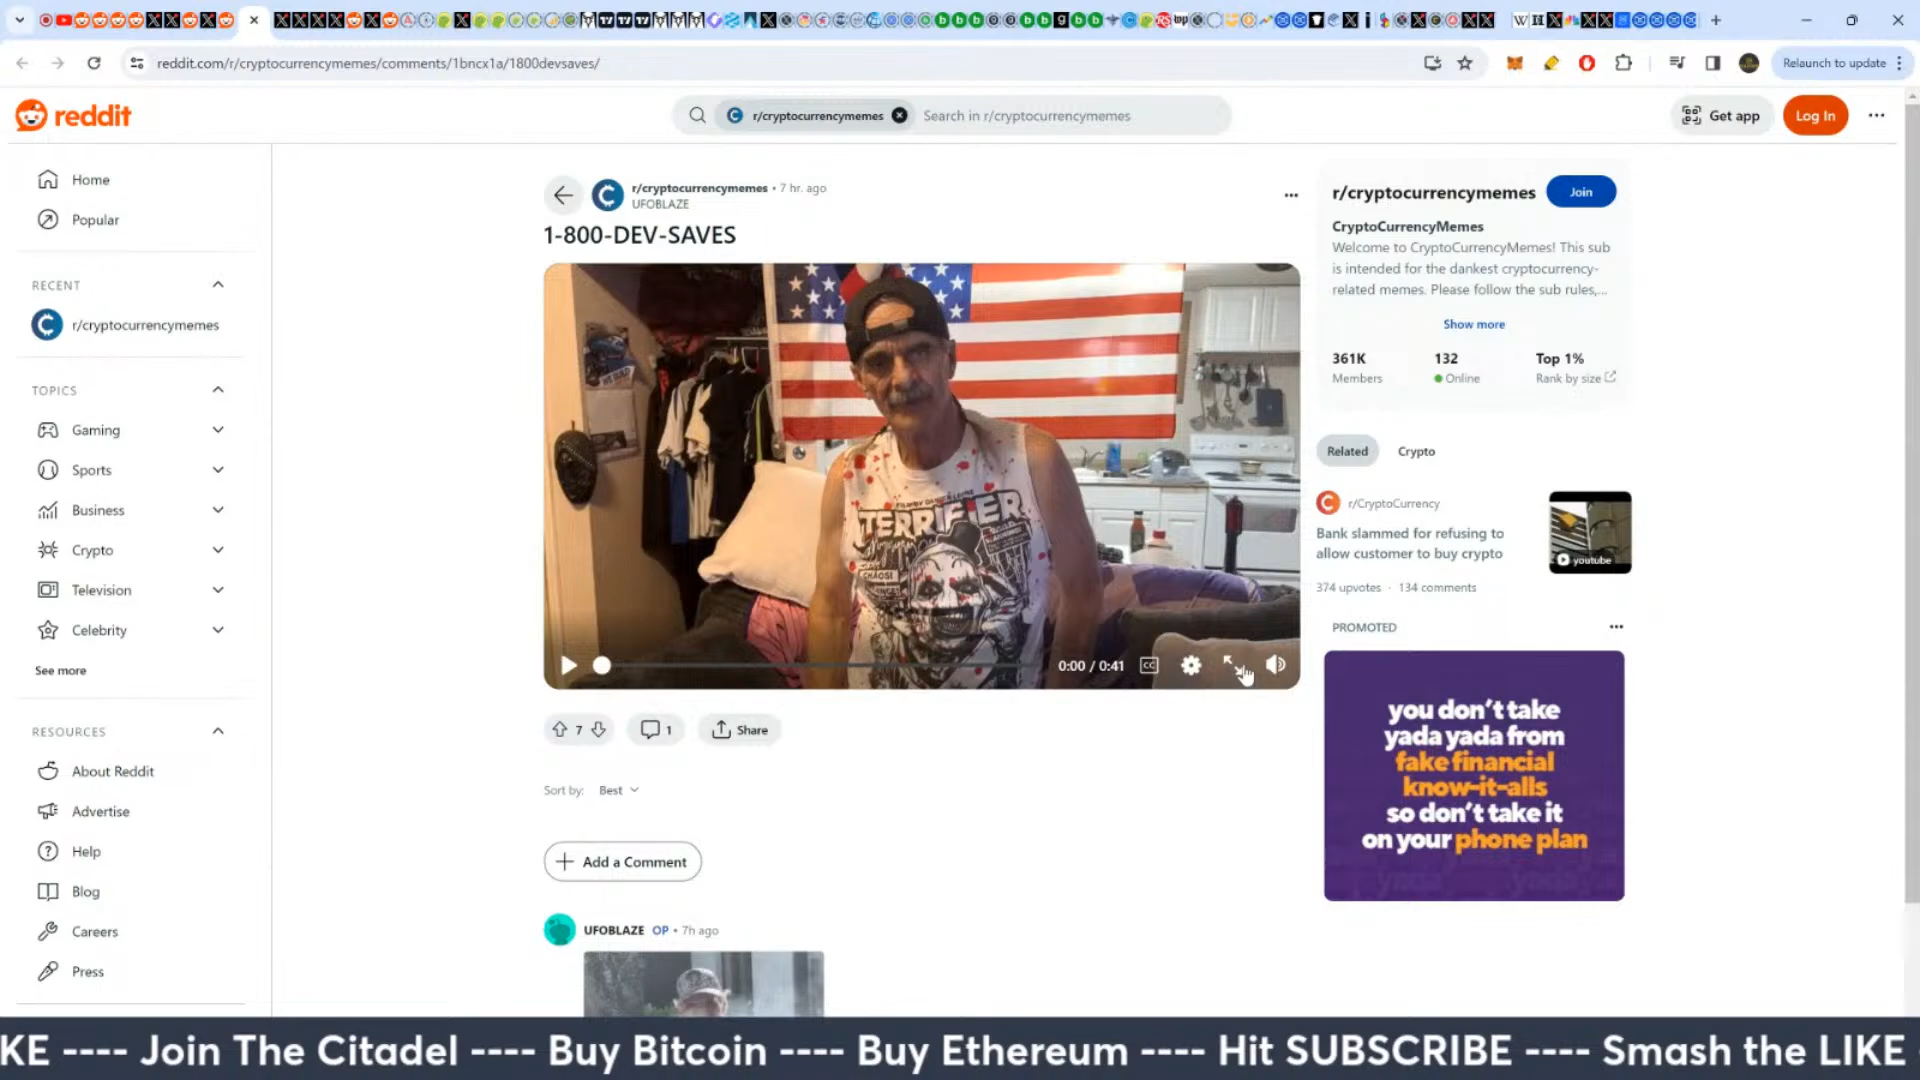 reddit.com/r/cryptocurrencymemes/comments/1bncx1a/1800devsaves/
Relaunch to update
reddit
r/cryptocurrencymemes
Search in r/cryptocurrencymemes
Get app
Log In
Home
Popular
RECENT
r/cryptocurrencymemes
TOPICS
Gaming
Sports
Business
Crypto
Television
Celebrity
See more
RESOURCES
About Reddit
Advertise
Help
Blog
Careers
Press
r/cryptocurrencymemes • 7 hr. ago
UFOBLAZE
1-800-DEV-SAVES
TERRIFIER
CHAOS!
0:00 / 0:41
CC
7
1
Share
Sort by: Best
Add a Comment
UFOBLAZE OP • 7h ago
r/cryptocurrencymemes
Join
CryptoCurrencyMemes
Welcome to CryptoCurrencyMemes! This sub
is intended for the dankest cryptocurrency-
related memes. Please follow the sub rules,...
Show more
361K 132 Top 1%
Members Online Rank by size
Related Crypto
r/CryptoCurrency
Bank slammed for refusing to
allow customer to buy crypto
youtube
374 upvotes · 134 comments
PROMOTED
you don't take
yada yada from
fake financial
know-it-alls
so don't take it
on your phone plan
KE ---- Join The Citadel ---- Buy Bitcoin ---- Buy Ethereum ---- Hit SUBSCRIBE ---- Smash the LIKE